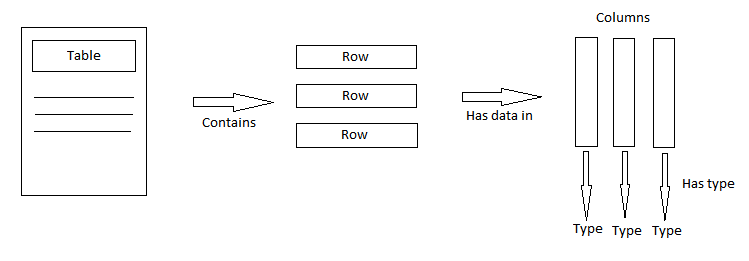 Table
Contains
Row
Row
Row
Has data in
Columns
Has type
Type Type Type